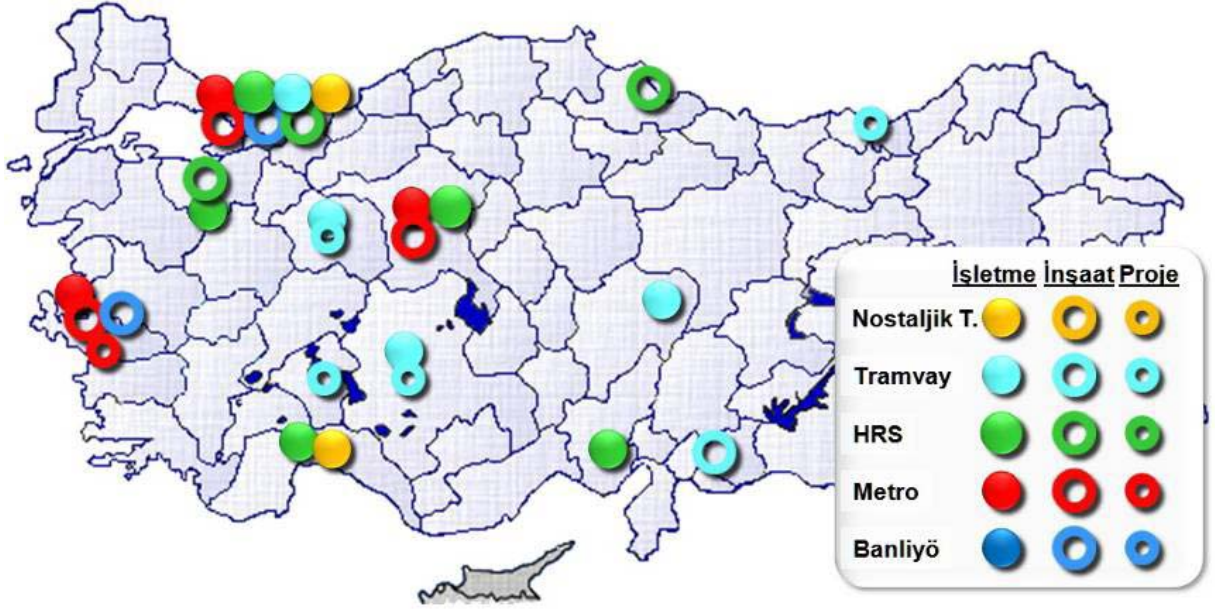 İşletme İnşaat Proje
Nostaljik T.
Tramvay
HRS
Metro
Banliyö